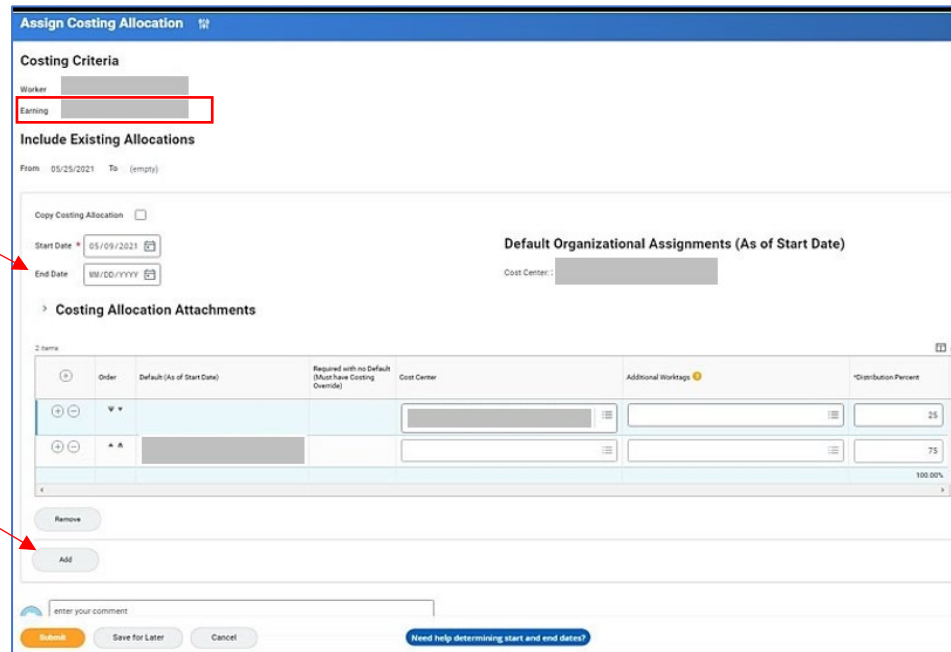 Assign Costing Allocation
Costing Criteria
Worker
Earning
Include Existing Allocations
From 05/25/2021 To (empty)
Copy Costing Allocation
Start Date * 05/09/2021
Default Organizational Assignments (As of Start Date)
End Date MM/DD/YYYY
Cost Center: :
> Costing Allocation Attachments
2 items
Order Default (As of Start Date) Required with no Default (Must have Costing Override) Cost Center Additional Worktags *Distribution Percent
25
75
100.00%
Remove
Add
enter your comment
Submit Save for Later Cancel Need help determining start and end dates?